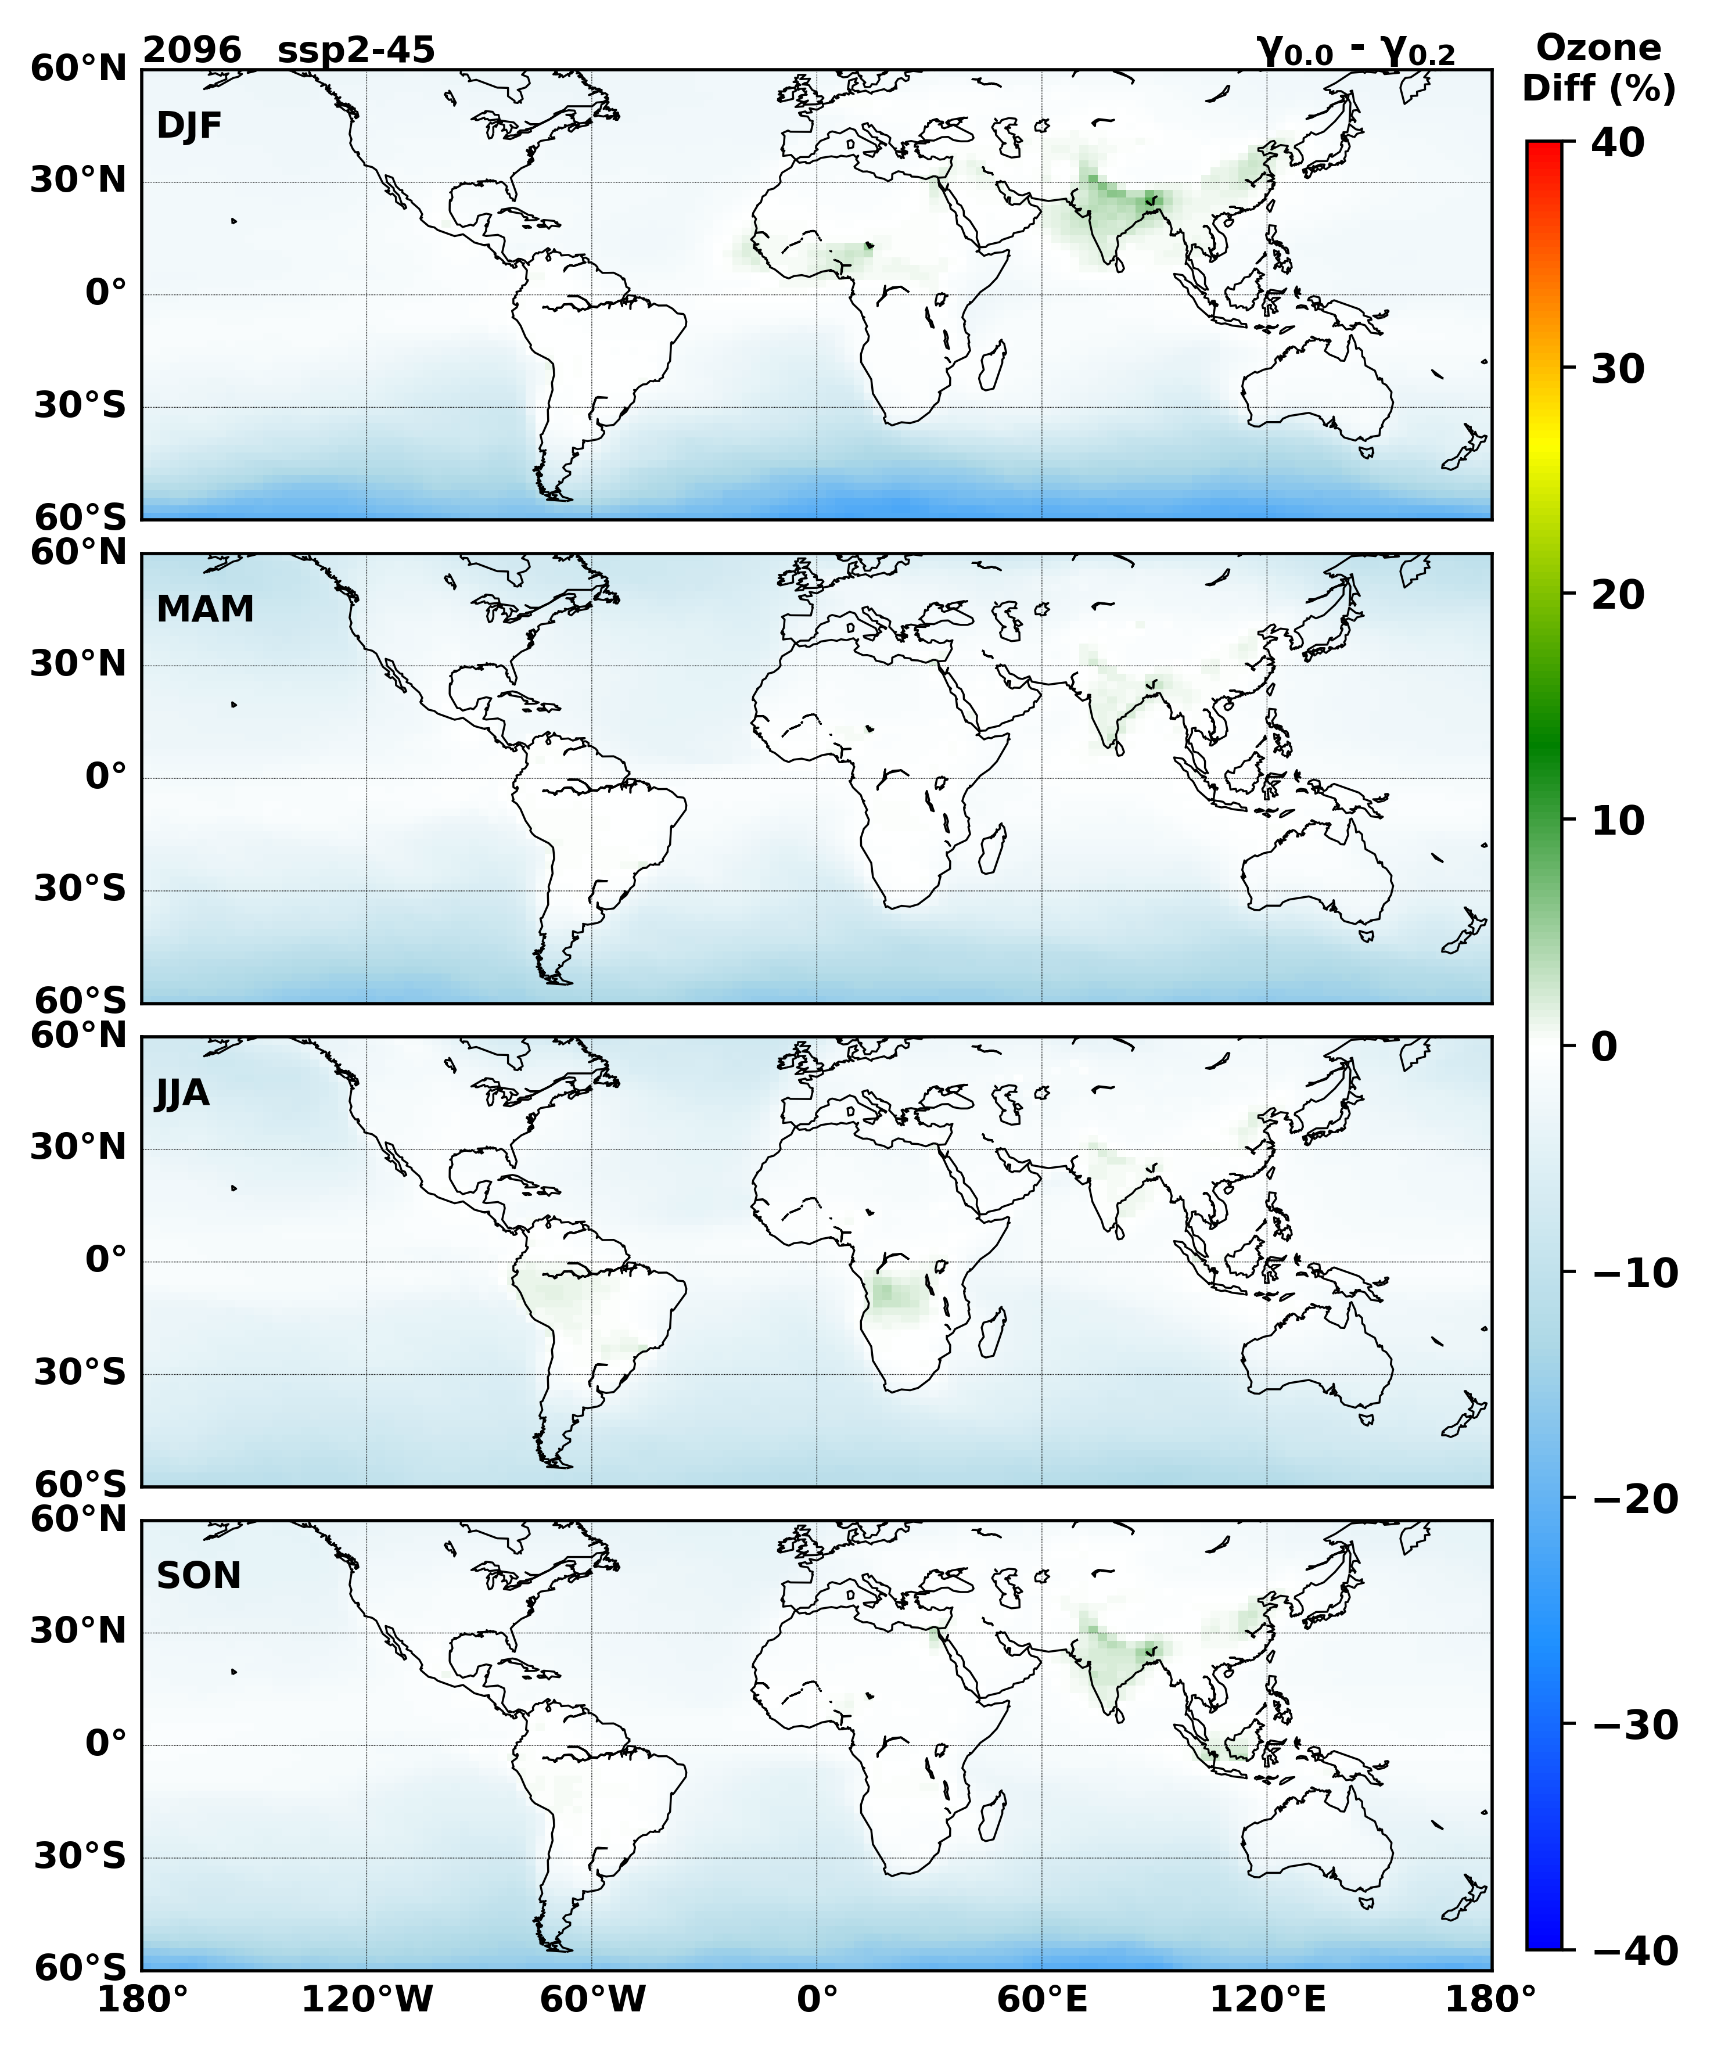 2096 ssp2-45 γ0.0 - γ0.2
Ozone
Diff (%)
60°N
DJF
30°N
0°
30°S
60°S
60°N
MAM
30°N
0°
30°S
60°S
60°N
JJA
30°N
0°
30°S
60°S
60°N
SON
30°N
0°
30°S
60°S
180° 120°W 60°W 0° 60°E 120°E 180°
40
30
20
10
0
−10
−20
−30
−40